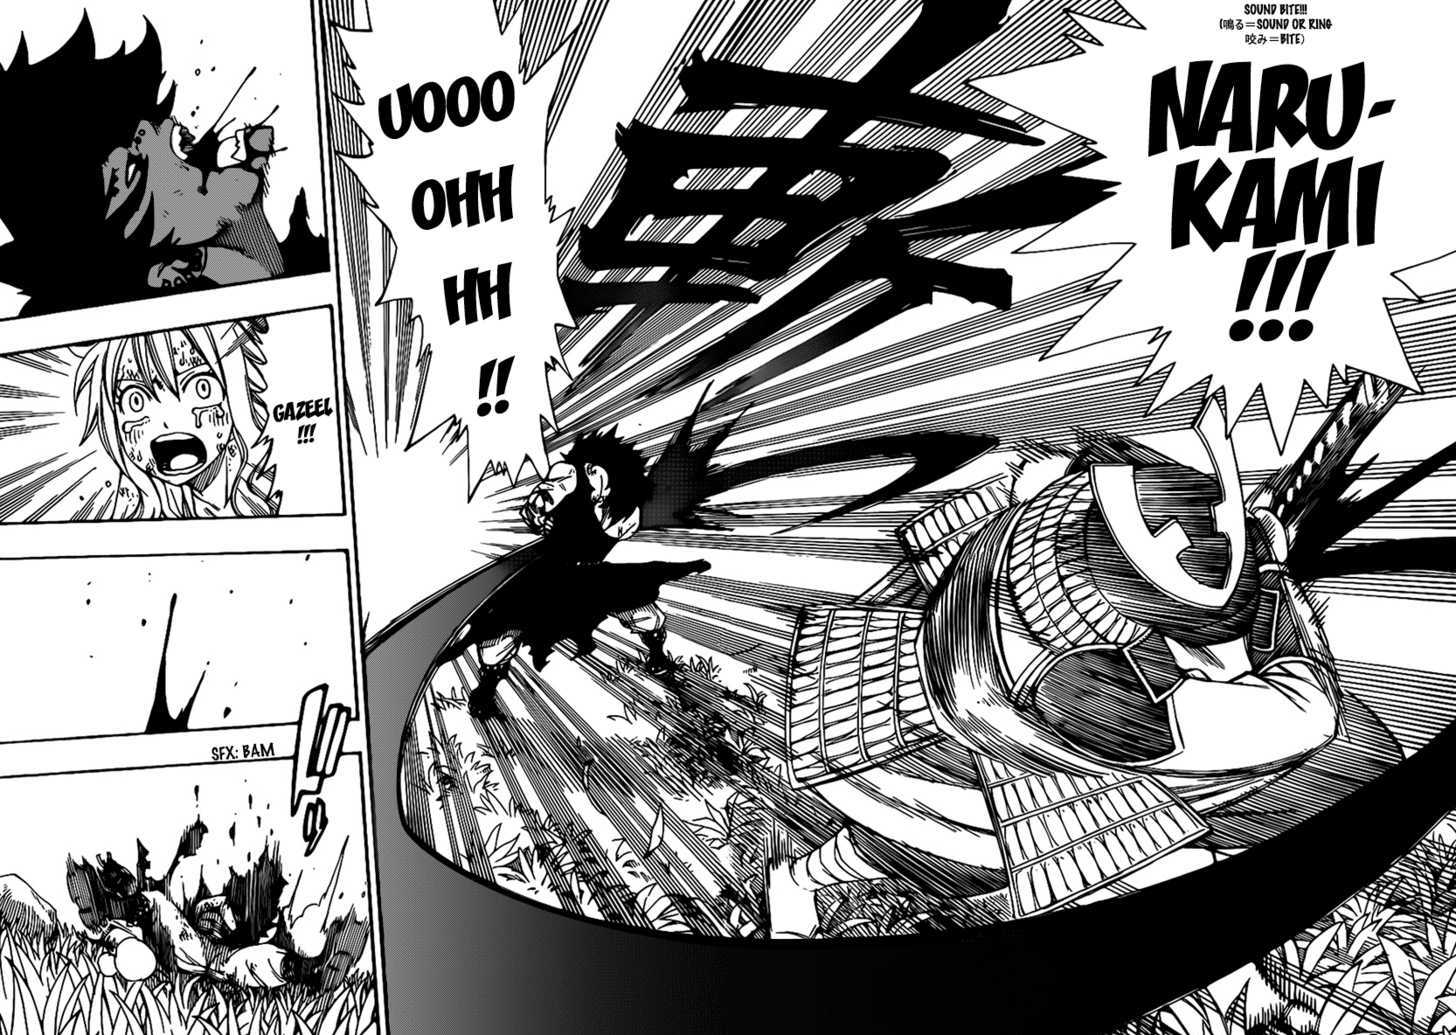 SOUND BITE!!!
(鳴る＝SOUND OR RING
咬み＝BITE)
NARU-
KAMI
!!!
UOOO
OHH
HH
!!
GAZEEL
!!!
SFX: BAM